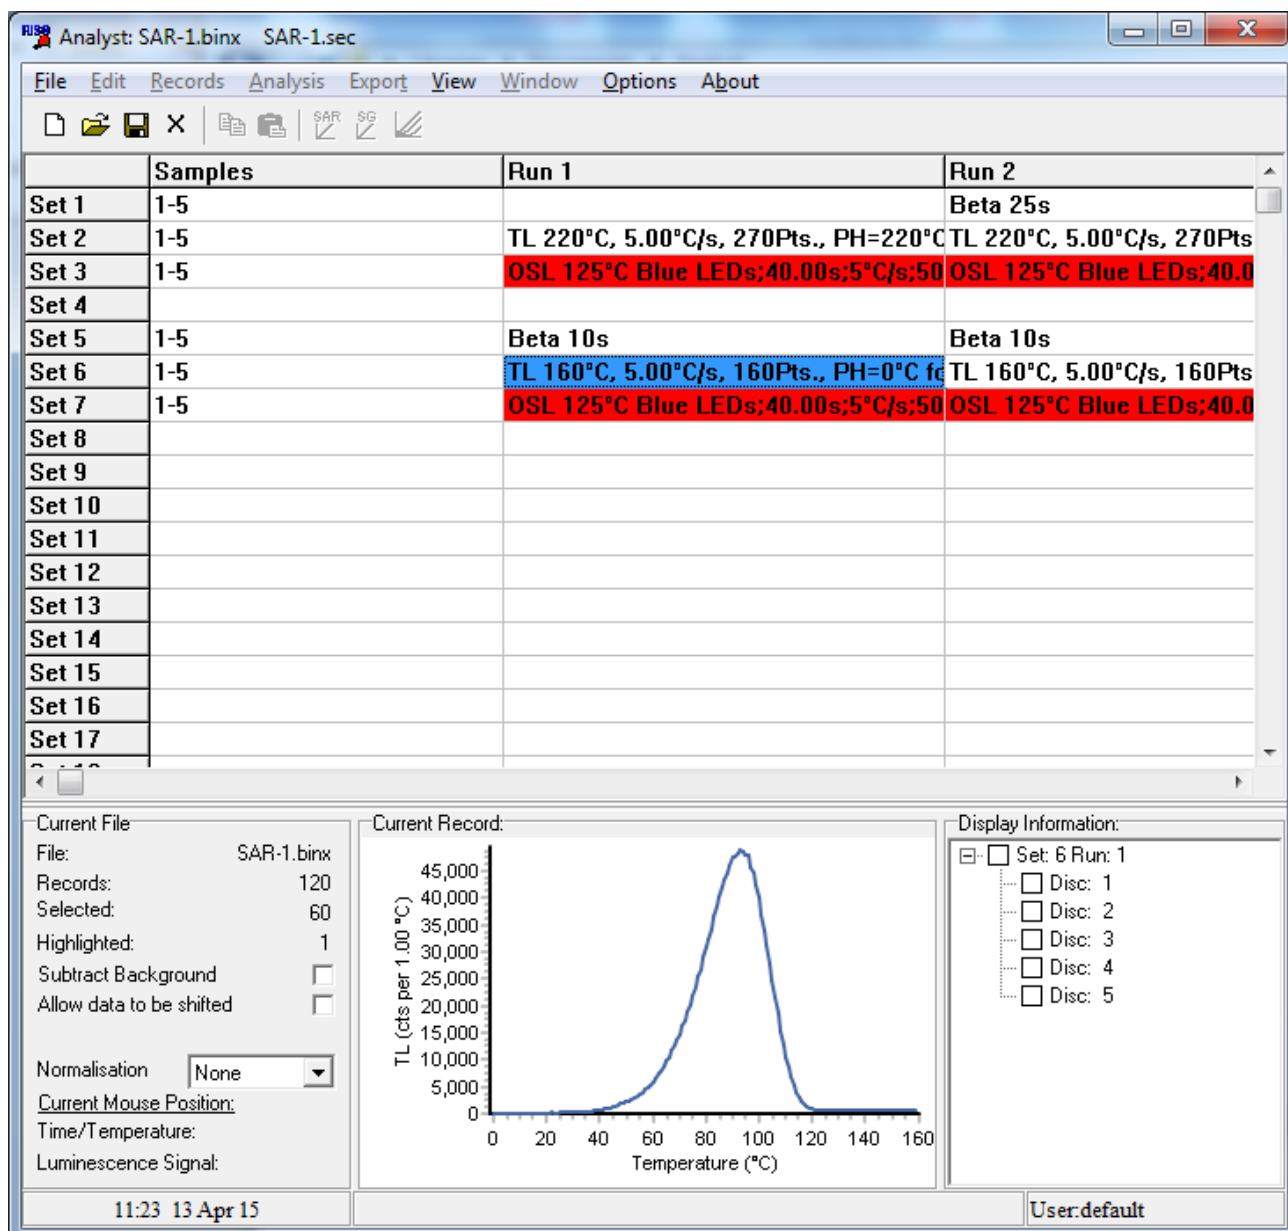 Analyst: SAR-1.binx SAR-1.sec
File Edit Records Analysis Export View Window Options About
SAR SG
Samples Run 1 Run 2
Set 1 1-5 Beta 25s
Set 2 1-5 TL 220°C, 5.00°C/s, 270Pts., PH=220°C TL 220°C, 5.00°C/s, 270Pts
Set 3 1-5 OSL 125°C Blue LEDs;40.00s;5°C/s;50 OSL 125°C Blue LEDs;40.0
Set 4
Set 5 1-5 Beta 10s Beta 10s
Set 6 1-5 TL 160°C, 5.00°C/s, 160Pts., PH=0°C fo TL 160°C, 5.00°C/s, 160Pts
Set 7 1-5 OSL 125°C Blue LEDs;40.00s;5°C/s;50 OSL 125°C Blue LEDs;40.0
Set 8
Set 9
Set 10
Set 11
Set 12
Set 13
Set 14
Set 15
Set 16
Set 17
Current File
File: SAR-1.binx
Records: 120
Selected: 60
Highlighted: 1
Subtract Background
Allow data to be shifted
Normalisation None
Current Mouse Position:
Time/Temperature:
Luminescence Signal:
Current Record:
TL (cts per 1.00 °C)
45,000
40,000
35,000
30,000
25,000
20,000
15,000
10,000
5,000
0
0 20 40 60 80 100 120 140 160
Temperature (°C)
Display Information:
Set: 6 Run: 1
Disc: 1
Disc: 2
Disc: 3
Disc: 4
Disc: 5
11:23 13 Apr 15 User:default